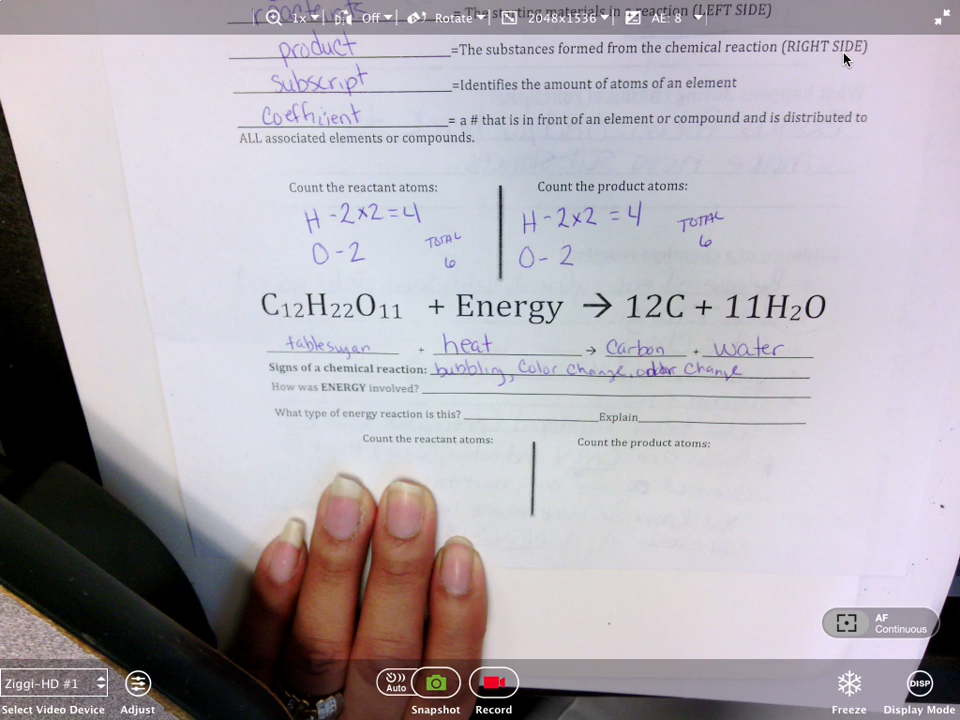 1x Off Rotate 2048x1536 AE: 8
reactants = The starting materials in a reaction (LEFT SIDE)
product =The substances formed from the chemical reaction (RIGHT SIDE)
subscript =Identifies the amount of atoms of an element
coefficient = a # that is in front of an element or compound and is distributed to
ALL associated elements or compounds.
Count the reactant atoms: Count the product atoms:
H - 2x2 = 4 H - 2x2 = 4
O - 2 TOTAL 6 O - 2 TOTAL 6
C12H22O11 + Energy → 12C + 11H2O
table sugar + heat → Carbon + water
Signs of a chemical reaction: bubbling, color change, odor change
How was ENERGY involved?
What type of energy reaction is this? Explain
Count the reactant atoms: Count the product atoms:
AF
Continuous
Ziggi-HD #1 Auto DISP
Select Video Device Adjust Snapshot Record Freeze Display Mode